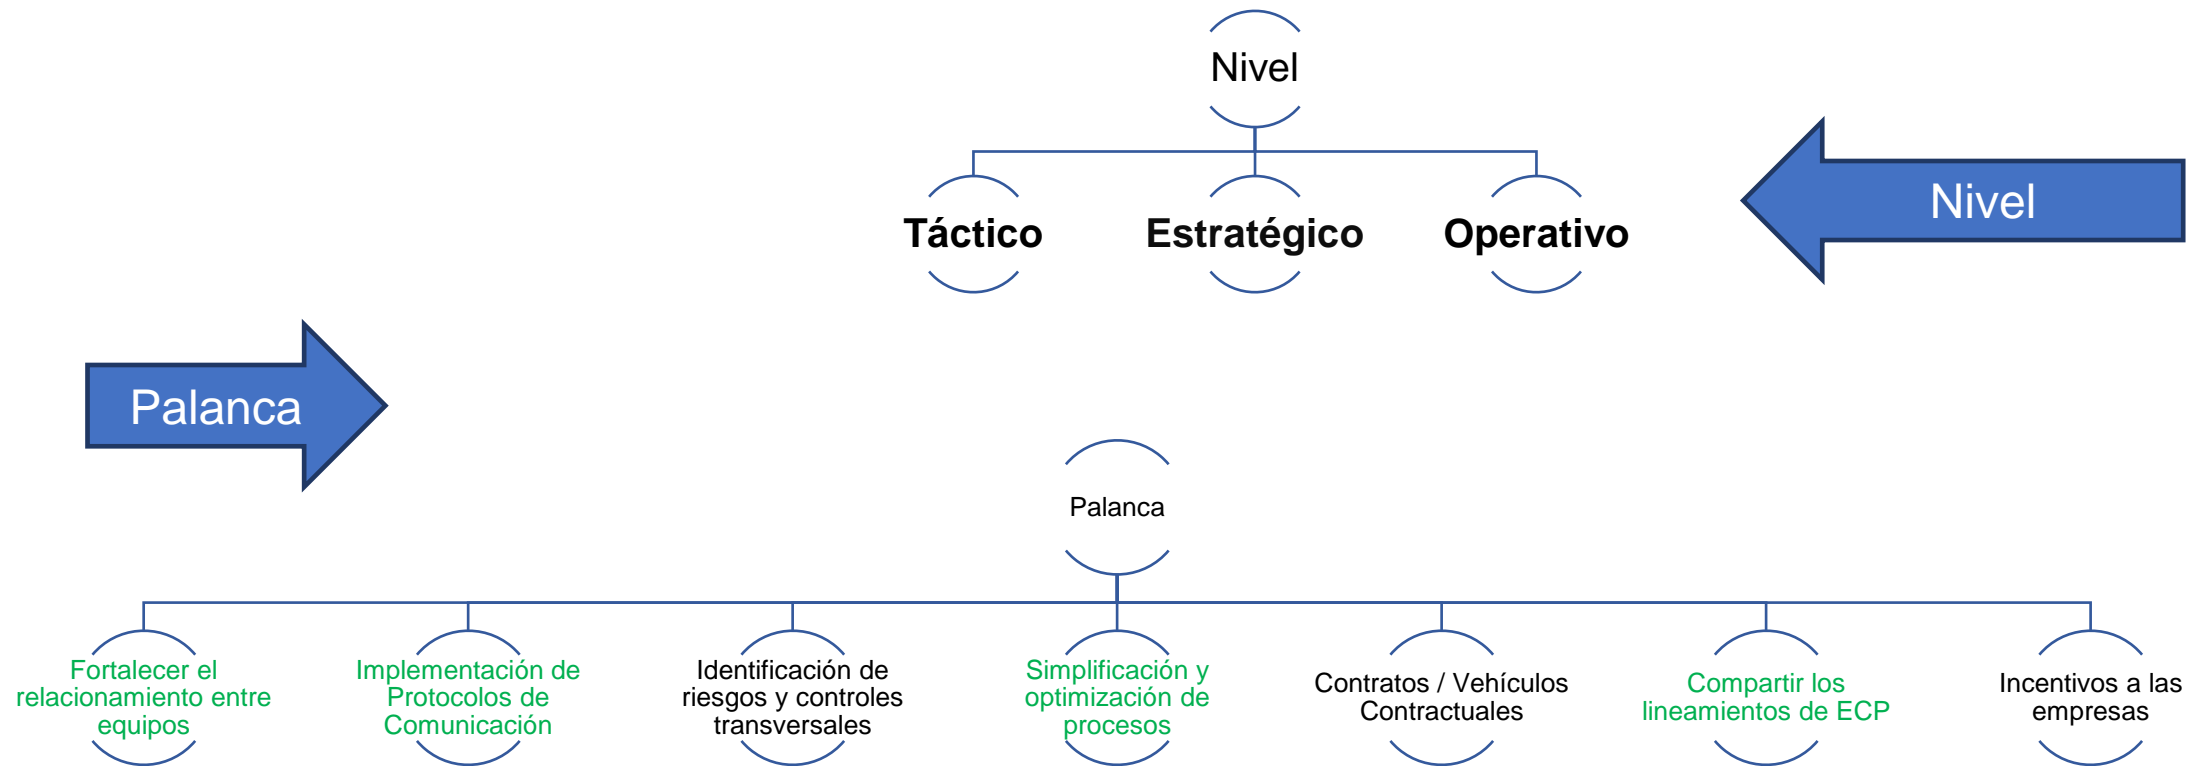 Nivel
Táctico
Estratégico
Operativo
Nivel
Palanca
Palanca
Fortalecer el
relacionamiento entre
equipos
Implementación de
Protocolos de
Comunicación
Identificación de
riesgos y controles
transversales
Simplificación y
optimización de
procesos
Contratos / Vehículos
Contractuales
Compartir los
lineamientos de ECP
Incentivos a las
empresas